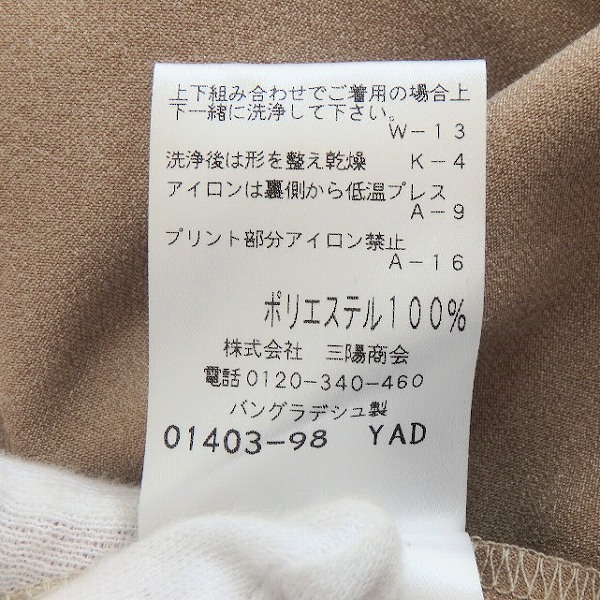 上下組み合わせでご着用の場合上
下一緒に洗浄して下さい。
W-13
洗浄後は形を整え乾燥 K-4
アイロンは裏側から低温プレス
A-9
プリント部分アイロン禁止
A-16
ポリエステル100%
株式会社 三陽商会
電話0120-340-460
バングラデシュ製
01403-98 YAD